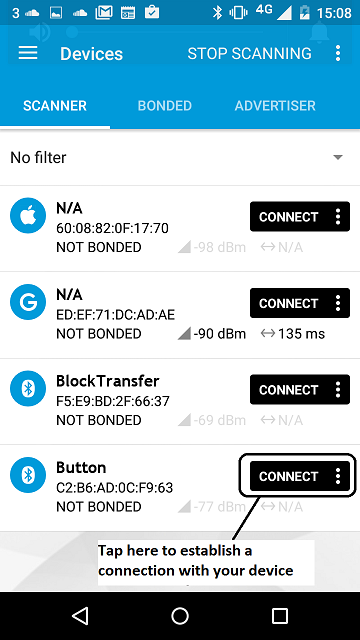 3 4G 15:08
Devices STOP SCANNING
SCANNER BONDED ADVERTISER
No filter
N/A
60:08:82:0F:17:70 CONNECT
NOT BONDED -98 dBm N/A
G N/A
ED:EF:71:DC:AD:AE CONNECT
NOT BONDED -90 dBm 135 ms
BlockTransfer
F5:E9:BD:2F:66:37 CONNECT
NOT BONDED -69 dBm N/A
Button
C2:B6:AD:0C:F9:63 CONNECT
NOT BONDED -77 dBm N/A
Tap here to establish a
connection with your device